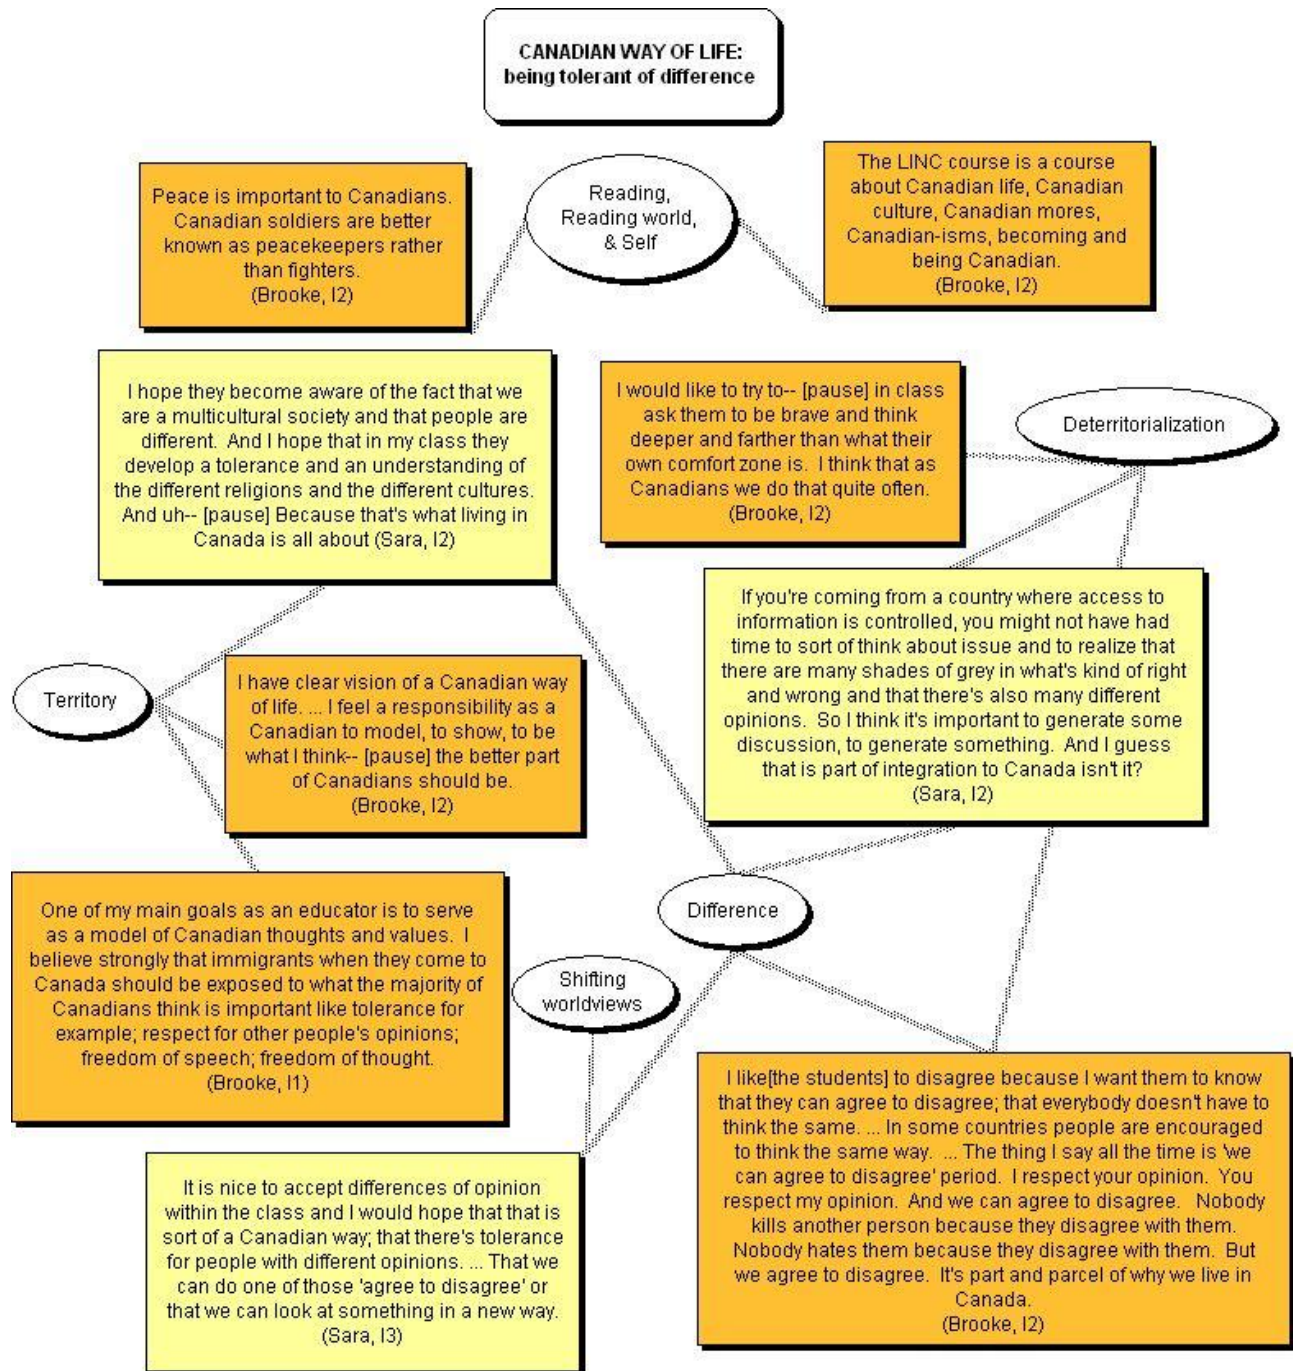 CANADIAN WAY OF LIFE:
being tolerant of difference
Peace is important to Canadians.
Canadian soldiers are better
known as peacekeepers rather
than fighters.
(Brooke, I2)
Reading,
Reading world,
& Self
The LINC course is a course
about Canadian life, Canadian
culture, Canadian mores,
Canadian-isms, becoming and
being Canadian.
(Brooke, I2)
I hope they become aware of the fact that we
are a multicultural society and that people are
different.  And I hope that in my class they
develop a tolerance and an understanding of
the different religions and the different cultures.
And uh-- [pause] Because that's what living in
Canada is all about (Sara, I2)
I would like to try to-- [pause] in class
ask them to be brave and think
deeper and farther than what their
own comfort zone is.  I think that as
Canadians we do that quite often.
(Brooke, I2)
Deterritorialization
If you're coming from a country where access to
information is controlled, you might not have had
time to sort of think about issue and to realize that
there are many shades of grey in what's kind of right
and wrong and that there's also many different
opinions.  So I think it's important to generate some
discussion, to generate something.  And I guess
that is part of integration to Canada isn't it?
(Sara, I2)
Territory
I have clear vision of a Canadian way
of life. ... I feel a responsibility as a
Canadian to model, to show, to be
what I think-- [pause] the better part
of Canadians should be.
(Brooke, I2)
One of my main goals as an educator is to serve
as a model of Canadian thoughts and values.  I
believe strongly that immigrants when they come to
Canada should be exposed to what the majority of
Canadians think is important like tolerance for
example; respect for other people's opinions;
freedom of speech; freedom of thought.
(Brooke, I1)
Difference
Shifting
worldviews
I like[the students] to disagree because I want them to know
that they can agree to disagree; that everybody doesn't have to
think the same. ... In some countries people are encouraged
to think the same way.  ... The thing I say all the time is 'we
can agree to disagree' period.  I respect your opinion.  You
respect my opinion.  And we can agree to disagree.   Nobody
kills another person because they disagree with them.
Nobody hates them because they disagree with them.  But
we agree to disagree.  It's part and parcel of why we live in
Canada.
(Brooke, I2)
It is nice to accept differences of opinion
within the class and I would hope that that is
sort of a Canadian way; that there's tolerance
for people with different opinions. ... That we
can do one of those 'agree to disagree' or
that we can look at something in a new way.
(Sara, I3)